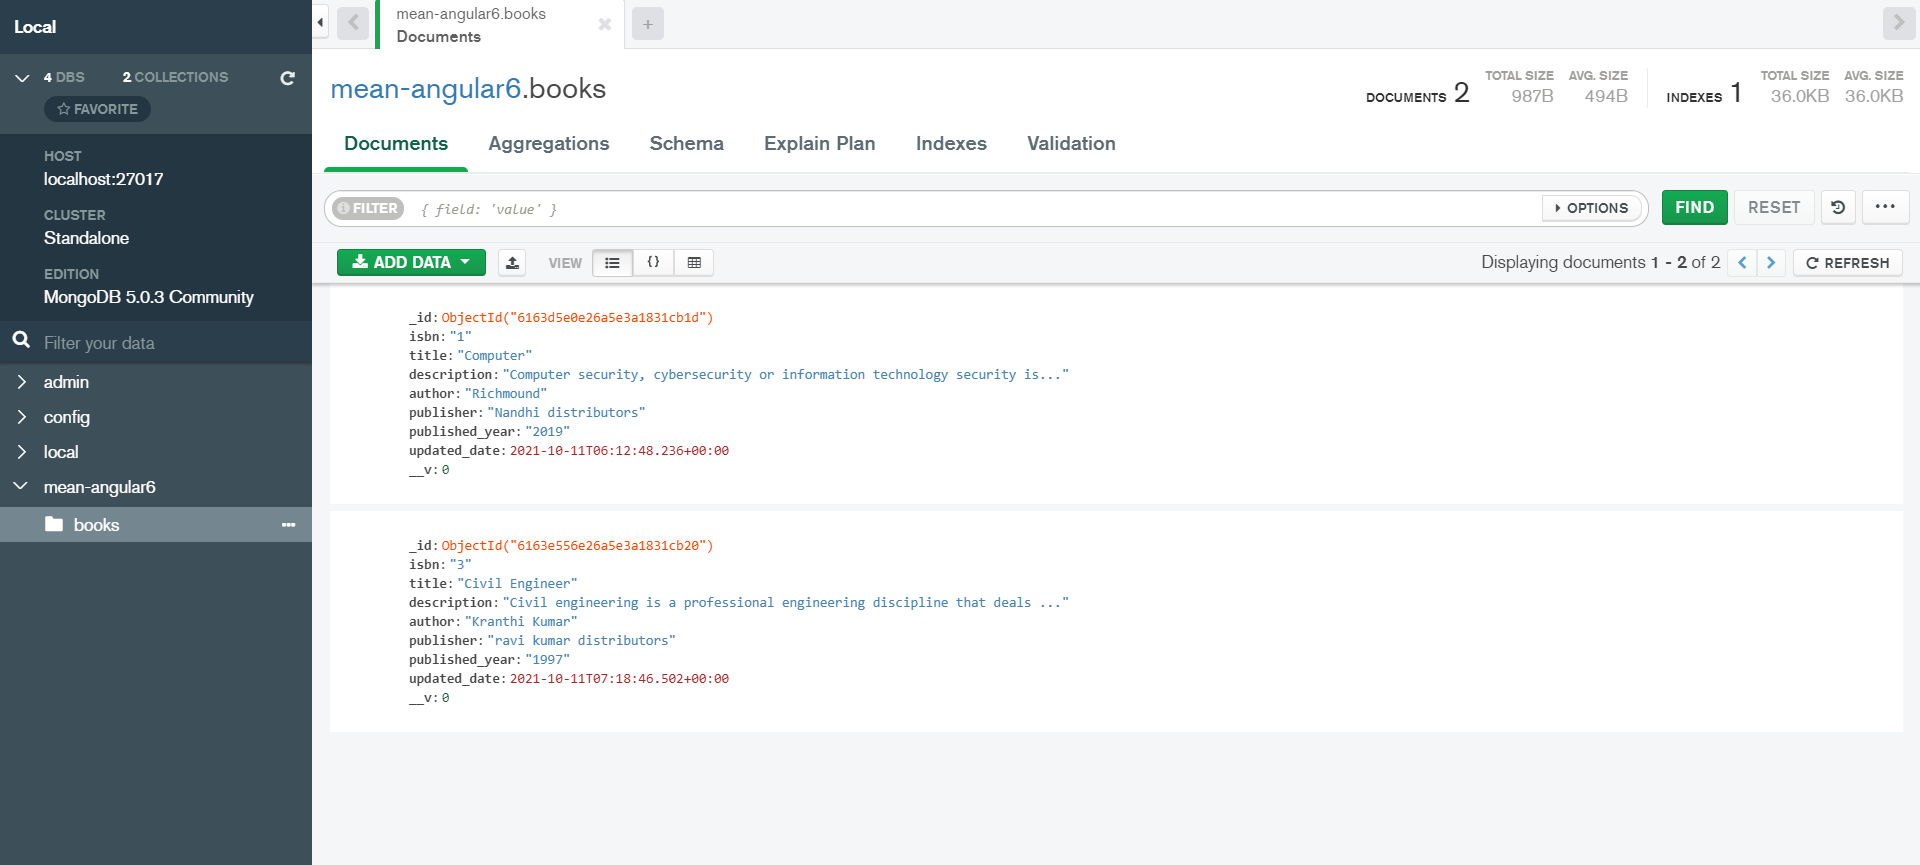 Local
4 DBS 2 COLLECTIONS
FAVORITE
HOST
localhost:27017
CLUSTER
Standalone
EDITION
MongoDB 5.0.3 Community
Filter your data
admin
config
local
mean-angular6
books
mean-angular6.books
Documents
mean-angular6.books
DOCUMENTS 2
TOTAL SIZE
987B
AVG. SIZE
494B
INDEXES 1
TOTAL SIZE
36.0KB
AVG. SIZE
36.0KB
Documents Aggregations Schema Explain Plan Indexes Validation
FILTER { field: 'value' } OPTIONS FIND RESET ...
ADD DATA VIEW {} Displaying documents 1 - 2 of 2 REFRESH
_id: ObjectId("6163d5e0e26a5e3a1831cb1d")
isbn: "1"
title: "Computer"
description: "Computer security, cybersecurity or information technology security is..."
author: "Richmound"
publisher: "Nandhi distributors"
published_year: "2019"
updated_date: 2021-10-11T06:12:48.236+00:00
__v: 0
_id: ObjectId("6163e556e26a5e3a1831cb20")
isbn: "3"
title: "Civil Engineer"
description: "Civil engineering is a professional engineering discipline that deals ..."
author: "Kranthi Kumar"
publisher: "ravi kumar distributors"
published_year: "1997"
updated_date: 2021-10-11T07:18:46.502+00:00
__v: 0